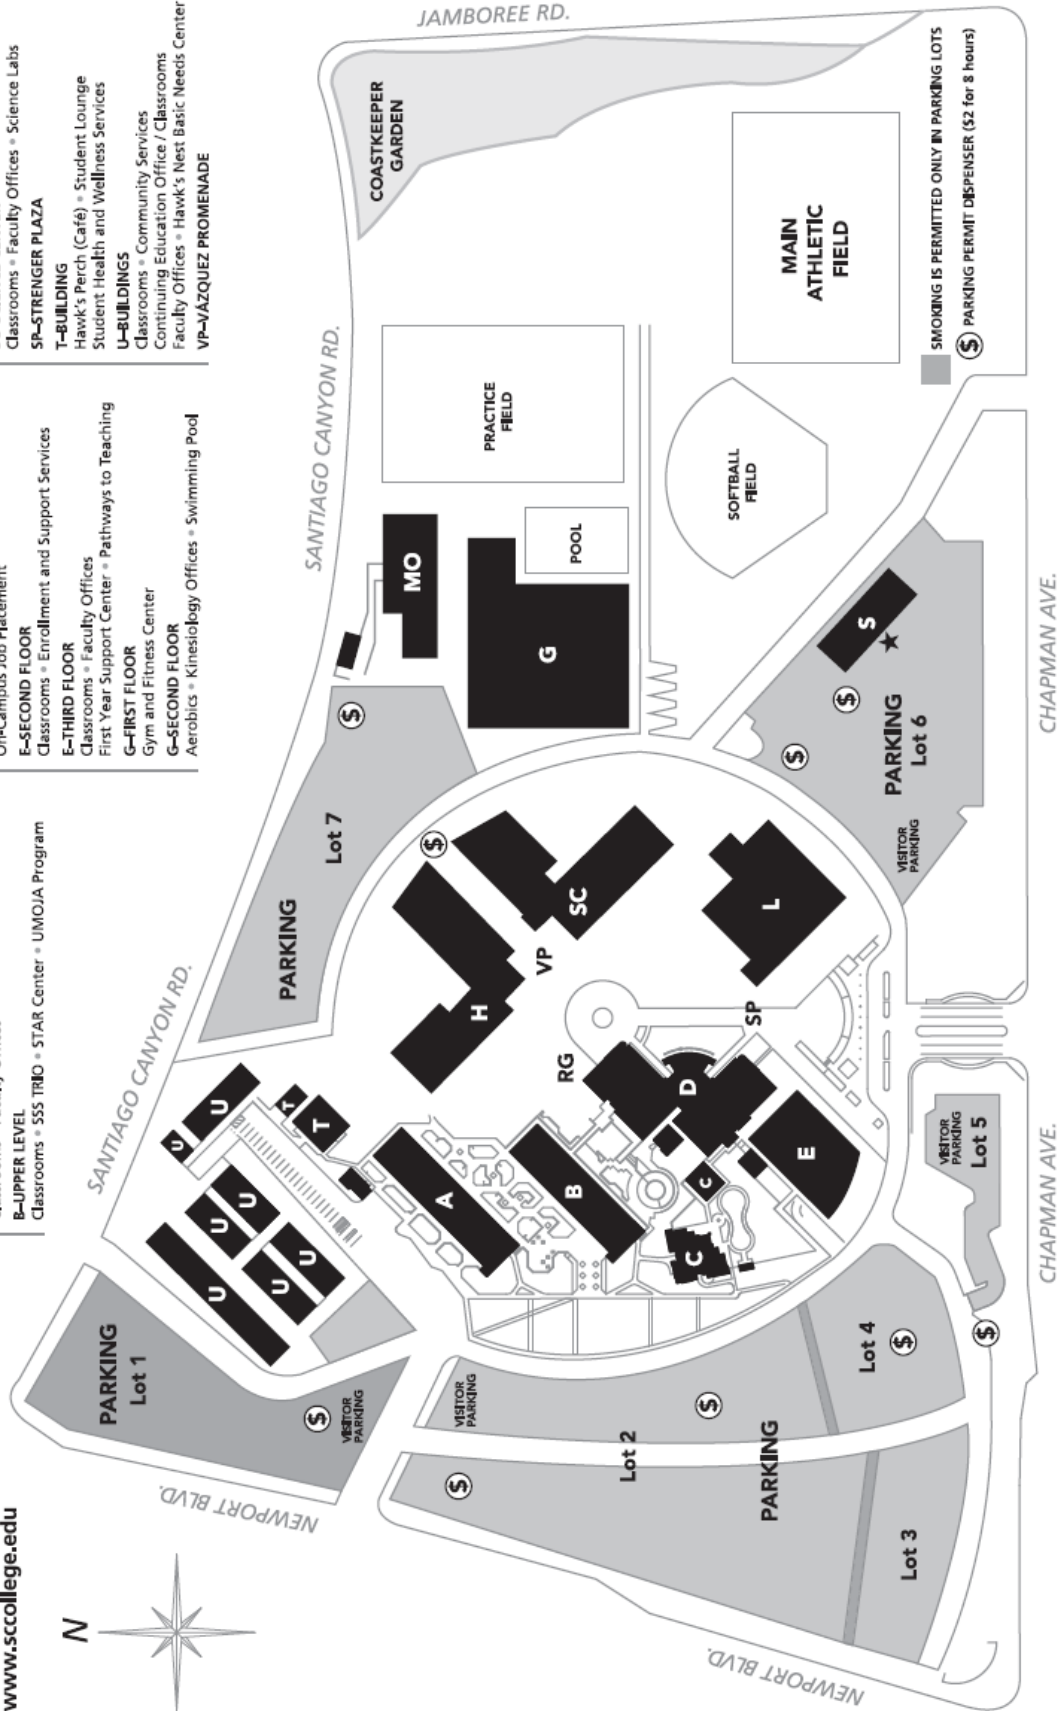 www.sccollege.edu
B–UPPER LEVEL
Classrooms • SSS TRIO • STAR Center • UMOJA Program
On-Campus Job Placement
E–SECOND FLOOR
Classrooms • Enrollment and Support Services
E–THIRD FLOOR
Classrooms • Faculty Offices
First Year Support Center • Pathways to Teaching
G–FIRST FLOOR
Gym and Fitness Center
G–SECOND FLOOR
Aerobics • Kinesiology Offices • Swimming Pool
Classrooms • Faculty Offices • Science Labs
SP–STRENGER PLAZA
T–BUILDING
Hawk's Perch (Café) • Student Lounge
Student Health and Wellness Services
U–BUILDINGS
Classrooms • Community Services
Continuing Education Office / Classrooms
Faculty Offices • Hawk's Nest Basic Needs Center
VP–VÁZQUEZ PROMENADE
N
NEWPORT BLVD.
PARKING
Lot 1
VISITOR
PARKING
$
SANTIAGO CANYON RD.
U
U
U
U
U
U
U
T
T
PARKING
Lot 7
$
$
SANTIAGO CANYON RD.
MO
G
POOL
PRACTICE
FIELD
COASTKEEPER
GARDEN
JAMBOREE RD.
MAIN
ATHLETIC
FIELD
SOFTBALL
FIELD
A
B
H
VP
SC
RG
D
SP
L
C
C
E
VISITOR
PARKING
$
Lot 2
$
PARKING
Lot 4
$
Lot 3
NEWPORT BLVD.
$
VISITOR
PARKING
Lot 5
VISITOR
PARKING
PARKING
Lot 6
$
$
S
SMOKING IS PERMITTED ONLY IN PARKING LOTS
$ PARKING PERMIT DISPENSER ($2 for 8 hours)
CHAPMAN AVE.
CHAPMAN AVE.